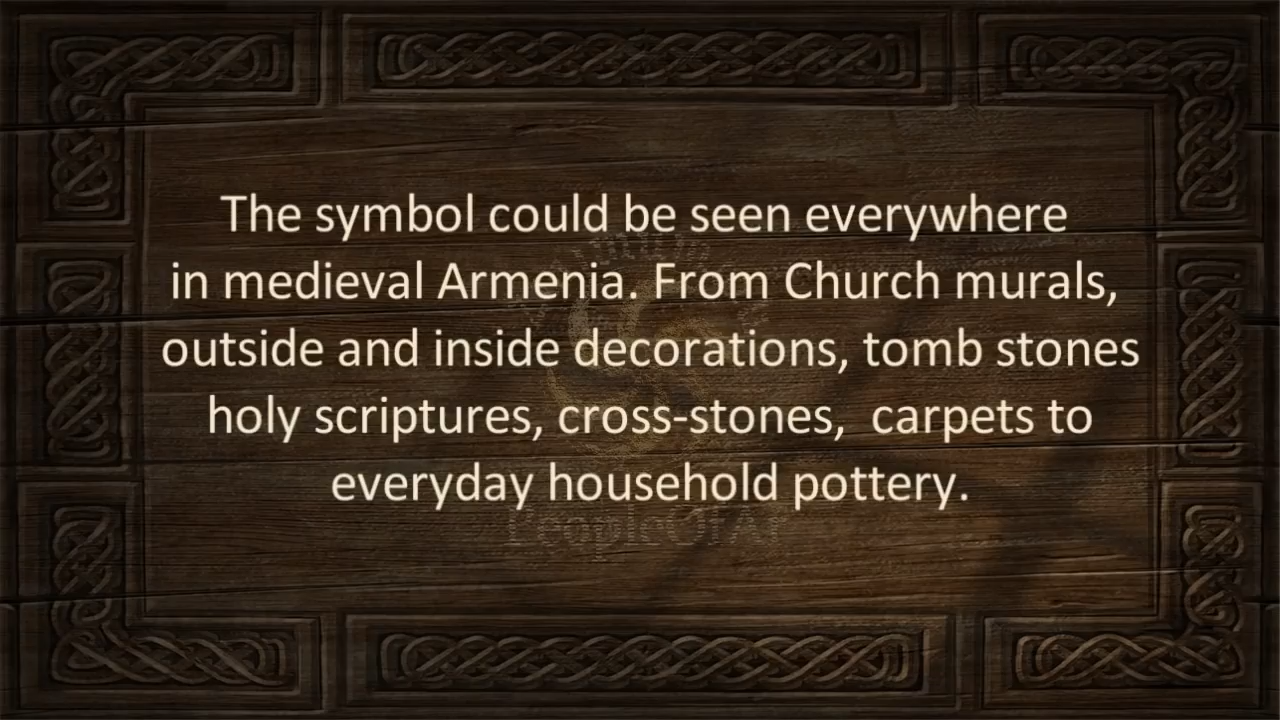 The symbol could be seen everywhere
in medieval Armenia. From Church murals,
outside and inside decorations, tomb stones
holy scriptures, cross-stones,  carpets to
everyday household pottery.
PeopleOfAr